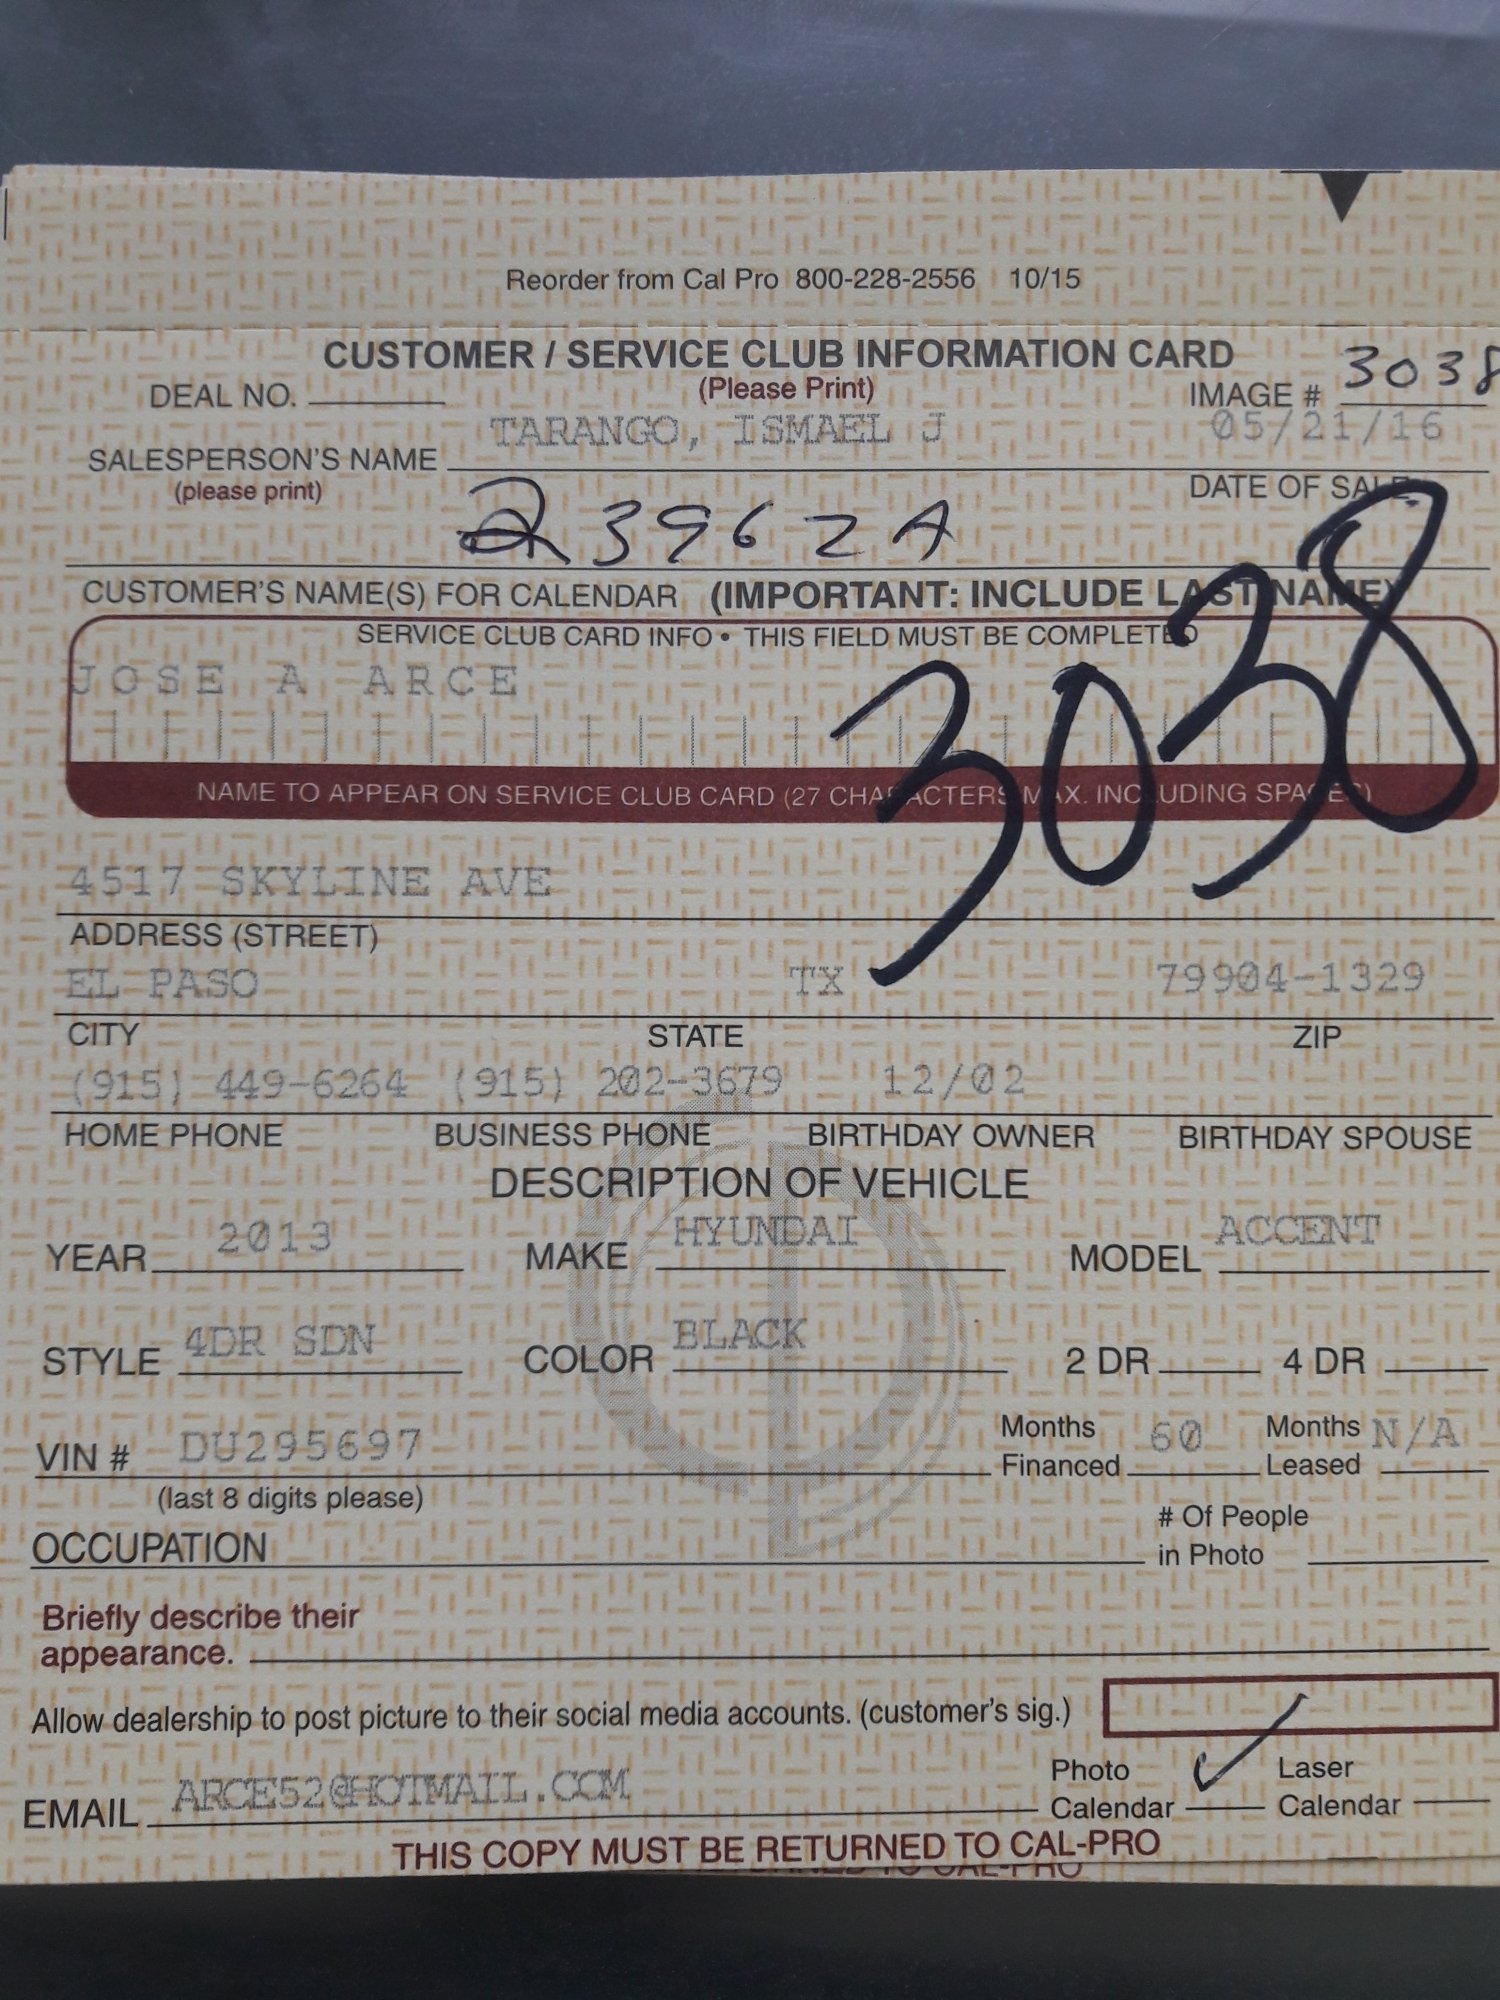 Reorder from Cal Pro 800-228-2556 10/15
CUSTOMER / SERVICE CLUB INFORMATION CARD
(Please Print)
DEAL NO.
IMAGE # 3038
TARANGO, ISMAEL J
05/21/16
SALESPERSON'S NAME
(please print)
DATE OF SALE
23962A
CUSTOMER'S NAME(S) FOR CALENDAR (IMPORTANT: INCLUDE LAST NAME)
SERVICE CLUB CARD INFO • THIS FIELD MUST BE COMPLETED
JOSE A ARCE
3038
NAME TO APPEAR ON SERVICE CLUB CARD (27 CHARACTERS MAX. INCLUDING SPACES)
4517 SKYLINE AVE
ADDRESS (STREET)
EL PASO TX 79904-1329
CITY STATE ZIP
(915) 449-6264 (915) 202-3679 12/02
HOME PHONE BUSINESS PHONE BIRTHDAY OWNER BIRTHDAY SPOUSE
DESCRIPTION OF VEHICLE
YEAR 2013 MAKE HYUNDAI MODEL ACCENT
STYLE 4DR SDN COLOR BLACK 2 DR 4 DR
VIN # DU295697 Months Financed 60 Months Leased N/A
(last 8 digits please)
OCCUPATION # Of People in Photo
Briefly describe their
appearance.
Allow dealership to post picture to their social media accounts. (customer's sig.)
EMAIL ARCE52@HOTMAIL.COM Photo Calendar ✓ Laser Calendar
THIS COPY MUST BE RETURNED TO CAL-PRO